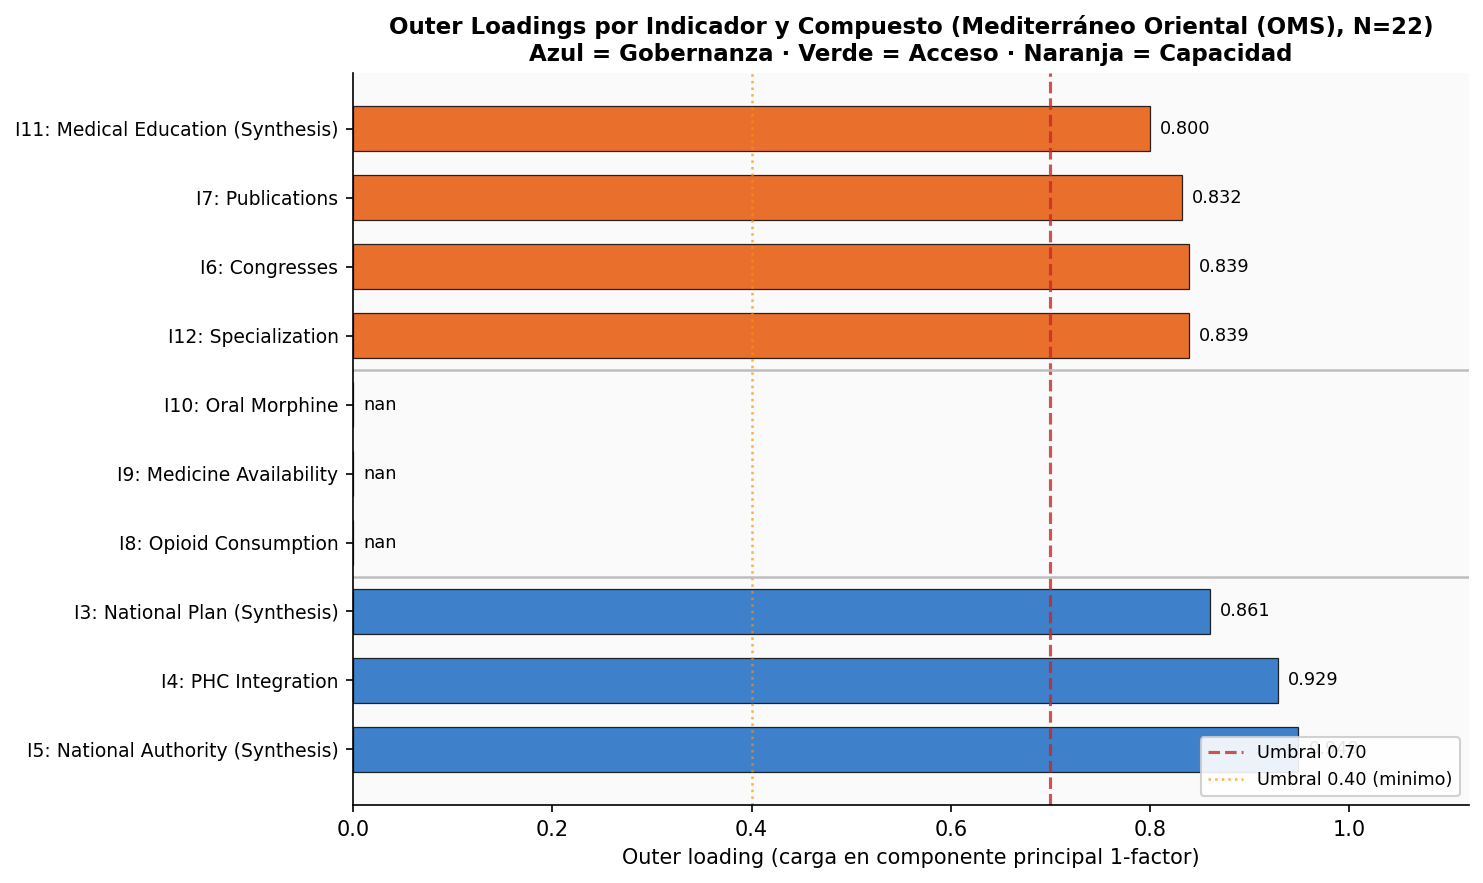 Outer Loadings por Indicador y Compuesto (Mediterráneo Oriental (OMS), N=22)
Azul = Gobernanza · Verde = Acceso · Naranja = Capacidad
I11: Medical Education (Synthesis)
0.800
I7: Publications
0.832
I6: Congresses
0.839
I12: Specialization
0.839
I10: Oral Morphine
nan
I9: Medicine Availability
nan
I8: Opioid Consumption
nan
I3: National Plan (Synthesis)
0.861
I4: PHC Integration
0.929
I5: National Authority (Synthesis)
Umbral 0.70
Umbral 0.40 (minimo)
0.0 0.2 0.4 0.6 0.8 1.0
Outer loading (carga en componente principal 1-factor)